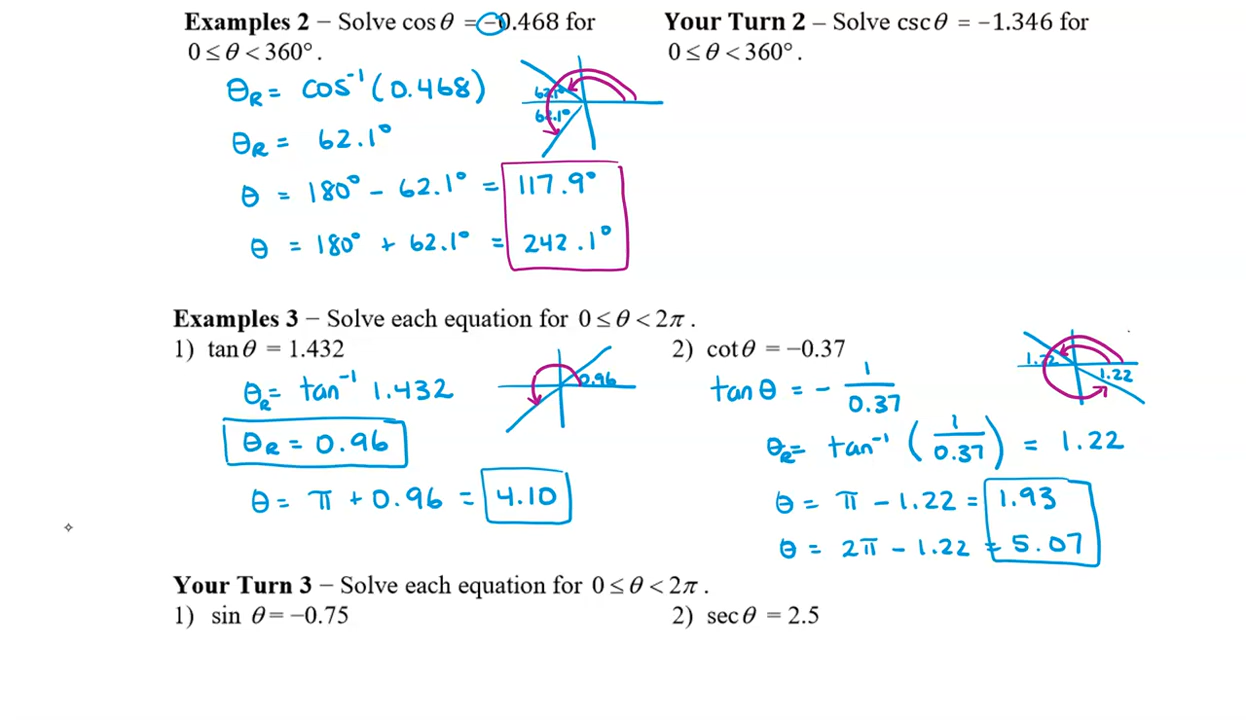 Examples 2 – Solve cos θ = −0.468 for
0 ≤ θ < 360°.
θR = cos⁻¹(0.468)
62.1°
62.1°
θR = 62.1°
θ = 180° − 62.1° = 117.9°
θ = 180° + 62.1° = 242.1°
Your Turn 2 – Solve csc θ = −1.346 for
0 ≤ θ < 360°.
Examples 3 – Solve each equation for 0 ≤ θ < 2π.
1) tan θ = 1.432
θR = tan⁻¹ 1.432
0.96
θR = 0.96
θ = π + 0.96 = 4.10
2) cot θ = −0.37
1.22
1.22
tan θ = − 1/0.37
θR = tan⁻¹ (1/0.37) = 1.22
θ = π − 1.22 = 1.93
θ = 2π − 1.22 = 5.07
Your Turn 3 – Solve each equation for 0 ≤ θ < 2π.
1) sin θ = −0.75
2) sec θ = 2.5